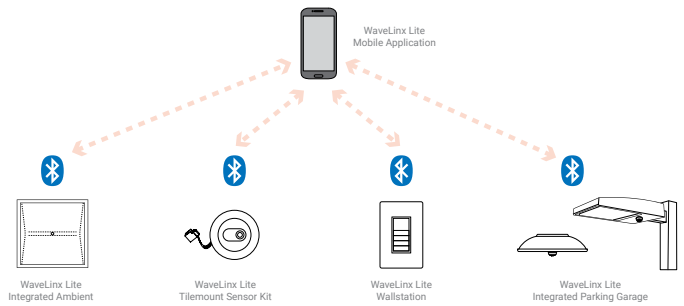 WaveLinx Lite
Mobile Application
WaveLinx Lite
Integrated Ambient
WaveLinx Lite
Tilemount Sensor Kit
WaveLinx Lite
Wallstation
WaveLinx Lite
Integrated Parking Garage